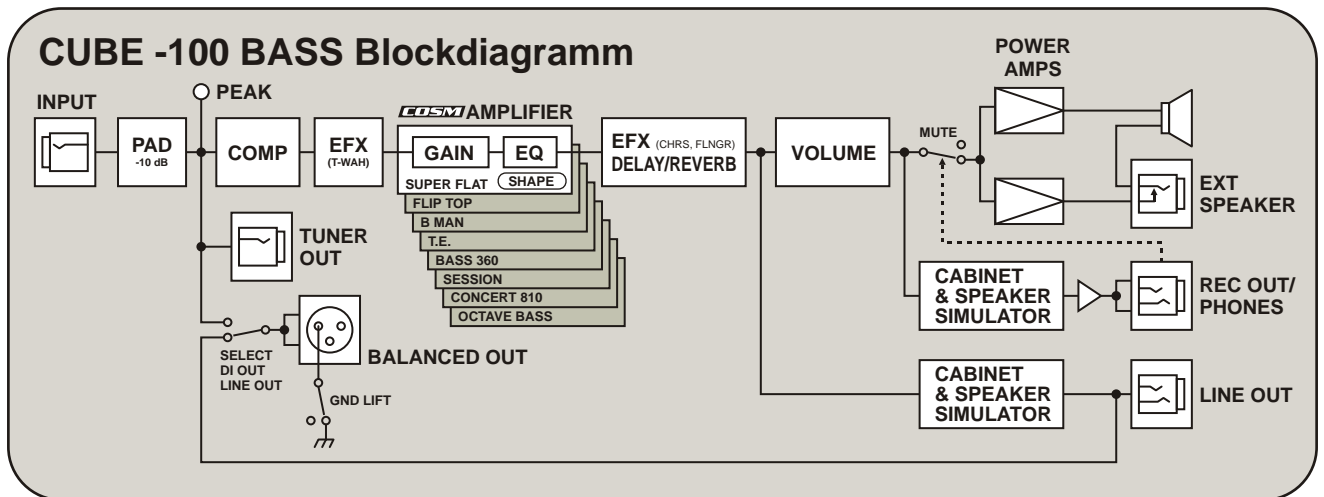 CUBE -100 BASS Blockdiagramm
POWER
AMPS
INPUT
PEAK
COSM AMPLIFIER
MUTE
PAD
-10 dB
COMP
EFX
(T-WAH)
GAIN
EQ
SUPER FLAT
SHAPE
FLIP TOP
B MAN
T.E.
BASS 360
SESSION
CONCERT 810
OCTAVE BASS
EFX (CHRS, FLNGR)
DELAY/REVERB
VOLUME
EXT
SPEAKER
TUNER
OUT
CABINET
& SPEAKER
SIMULATOR
REC OUT/
PHONES
SELECT
DI OUT
LINE OUT
BALANCED OUT
GND LIFT
CABINET
& SPEAKER
SIMULATOR
LINE OUT